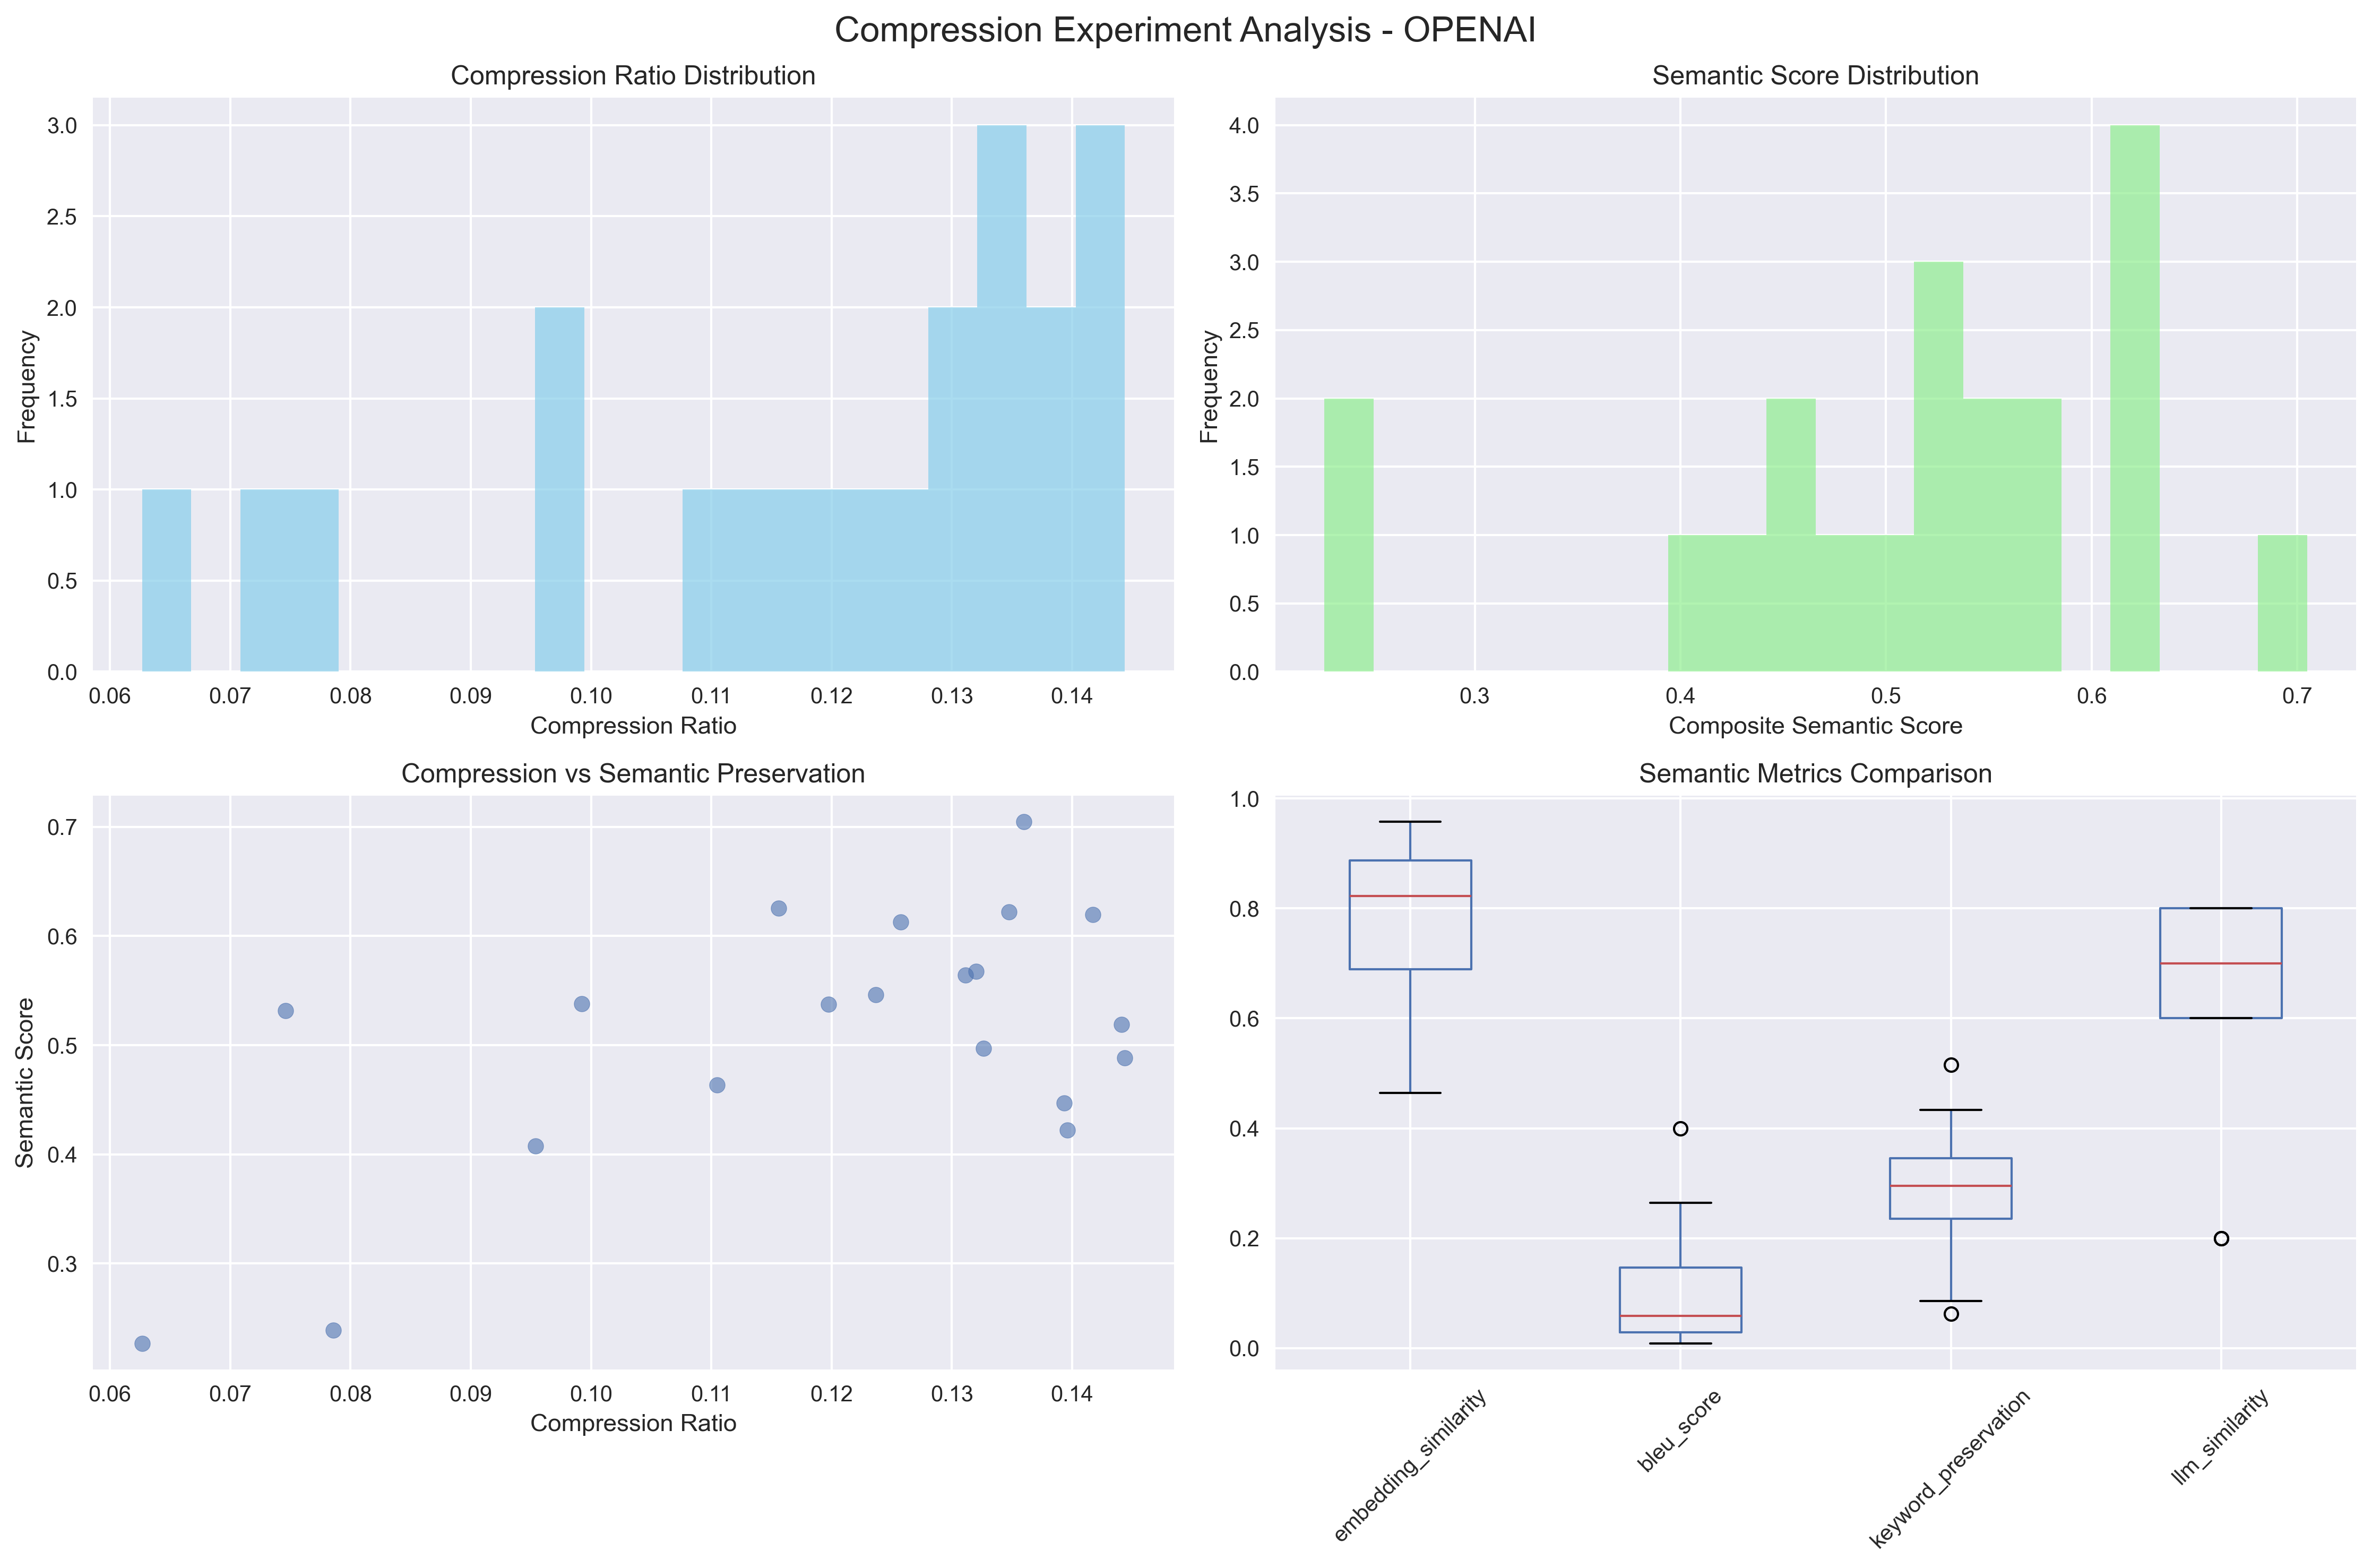 Compression Experiment Analysis - OPENAI
Compression Ratio Distribution
Frequency
3.0
2.5
2.0
1.5
1.0
0.5
0.0
0.06 0.07 0.08 0.09 0.10 0.11 0.12 0.13 0.14
Compression Ratio
Semantic Score Distribution
Frequency
4.0
3.5
3.0
2.5
2.0
1.5
1.0
0.5
0.0
0.3 0.4 0.5 0.6 0.7
Composite Semantic Score
Compression vs Semantic Preservation
Semantic Score
0.7
0.6
0.5
0.4
0.3
0.06 0.07 0.08 0.09 0.10 0.11 0.12 0.13 0.14
Compression Ratio
Semantic Metrics Comparison
1.0
0.8
0.6
0.4
0.2
0.0
embedding_similarity
bleu_score
keyword_preservation
llm_similarity